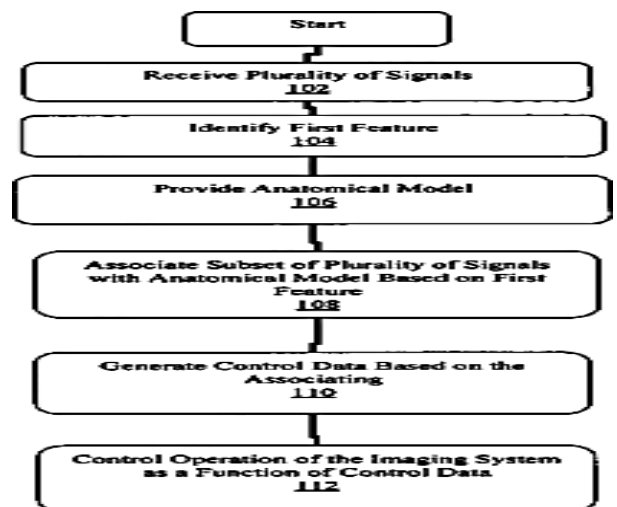 Start
Receive Plurality of Signals
102
Identify First Feature
104
Provide Anatomical Model
106
Associate Subset of Plurality of Signals
with Anatomical Model Based on First
Feature
108
Generate Control Data Based on the
Associating
110
Control Operation of the Imaging System
as a Function of Control Data
112